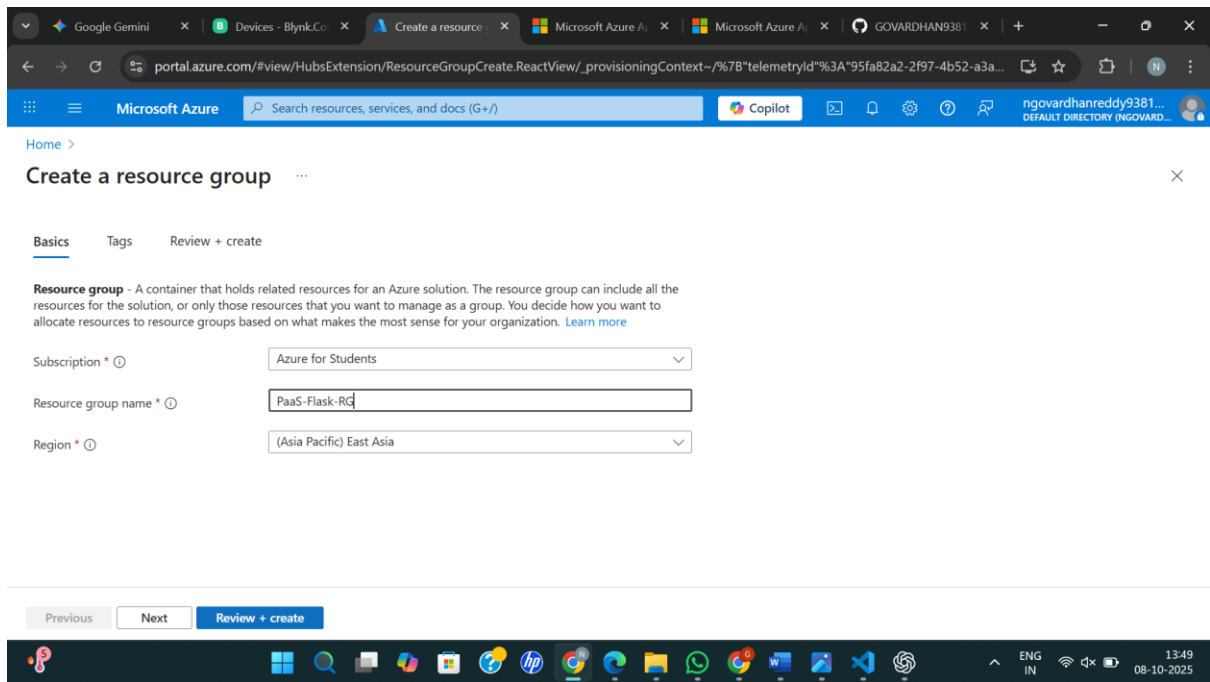 Google Gemini
Devices - Blynk.Co
Create a resource g
Microsoft Azure A
Microsoft Azure A
GOVARDHAN9381
portal.azure.com/#view/HubsExtension/ResourceGroupCreate.ReactView/_provisioningContext~/%7B"telemetryId"%3A"95fa82a2-2f97-4b52-a3a...
N
Microsoft Azure
Search resources, services, and docs (G+/)
Copilot
ngovardhanreddy9381...
DEFAULT DIRECTORY (NGOVARD...
Home >
Create a resource group ...
Basics Tags Review + create
Resource group - A container that holds related resources for an Azure solution. The resource group can include all the
resources for the solution, or only those resources that you want to manage as a group. You decide how you want to
allocate resources to resource groups based on what makes the most sense for your organization. Learn more
Subscription *
Azure for Students
Resource group name *
PaaS-Flask-RG
Region *
(Asia Pacific) East Asia
Previous Next Review + create
5
hp
N
G
ENG
IN
13:49
08-10-2025